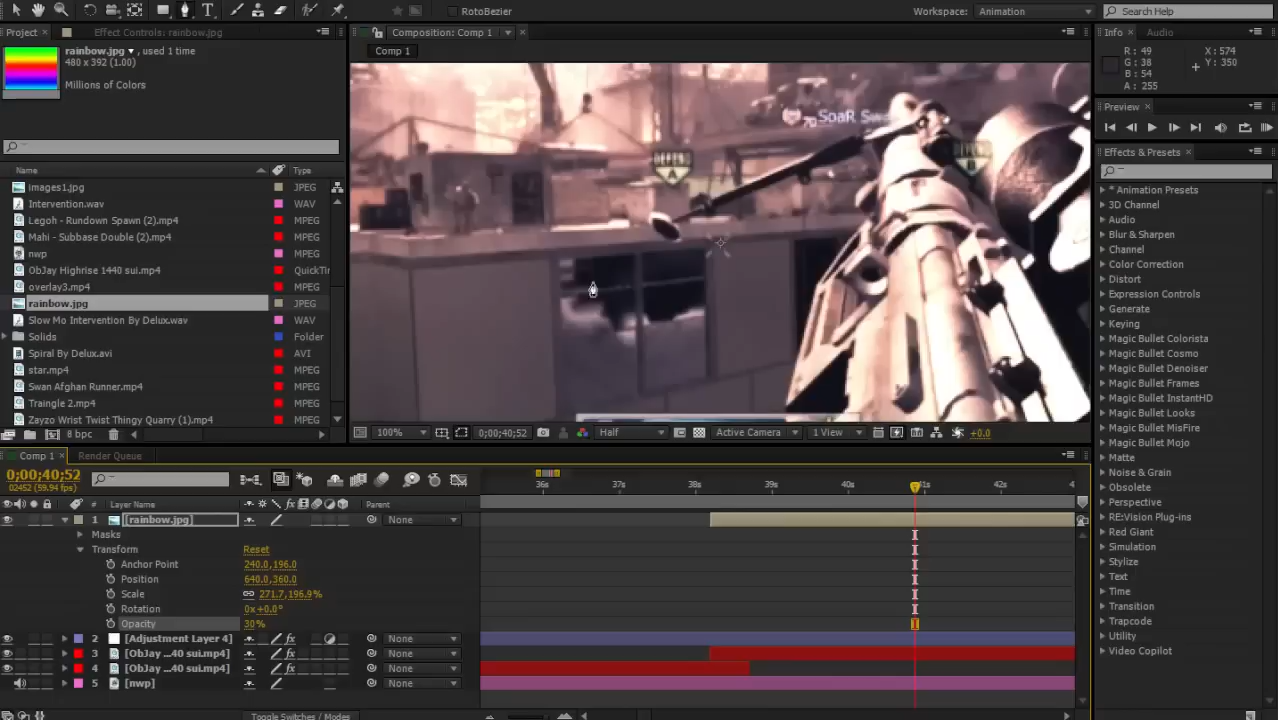 RotoBezier
Workspace: Animation
Search Help
Project
Effect Controls: rainbow.jpg
Composition: Comp 1
Info
Audio
rainbow.jpg, used 1 time
480 x 392 (1.00)
Millions of Colors
Comp 1
R: 49
G: 38
B: 54
A: 255
X: 574
Y: 350
Preview
Effects & Presets
Name
Type
images1.jpg JPEG
Intervention.wav WAV
Legoh - Rundown Spawn (2).mp4 MPEG
Mahi - Subbase Double (2).mp4 MPEG
nwp MPEG
ObJay Highrise 1440 sui.mp4 QuickTi
overlay3.mp4 MPEG
rainbow.jpg JPEG
Slow Mo Intervention By Delux.wav WAV
Solids Folder
Spiral By Delux.avi AVI
star.mp4 MPEG
Swan Afghan Runner.mp4 MPEG
Traingle 2.mp4 MPEG
Zayzo Wrist Twist Thingy Quarry (1).mp4 MPEG
8 bpc
SoaR
A
* Animation Presets
3D Channel
Audio
Blur & Sharpen
Channel
Color Correction
Distort
Expression Controls
Generate
Keying
Magic Bullet Colorista
Magic Bullet Cosmo
Magic Bullet Denoiser
Magic Bullet Frames
Magic Bullet InstantHD
Magic Bullet Looks
Magic Bullet MisFire
Magic Bullet Mojo
Matte
Noise & Grain
Obsolete
Perspective
RE:Vision Plug-ins
Red Giant
Simulation
Stylize
Text
Time
Transition
Trapcode
Utility
Video Copilot
100%
0;00;40;52
Half
Active Camera
1 View
+0.0
Comp 1
Render Queue
0;00;40;52
02452 (59.94 fps)
36s 37s 38s 39s 40s 41s 42s 4
# Layer Name
Parent
1 [rainbow.jpg] None
Masks
Transform Reset
Anchor Point 240.0,196.0
Position 640.0,360.0
Scale 271.7,196.9%
Rotation 0x+0.0°
Opacity 30%
2 [Adjustment Layer 4] fx None
3 [ObJay ...40 sui.mp4] fx None
4 [ObJay ...40 sui.mp4] fx None
5 [nwp] None
Toggle Switches / Modes